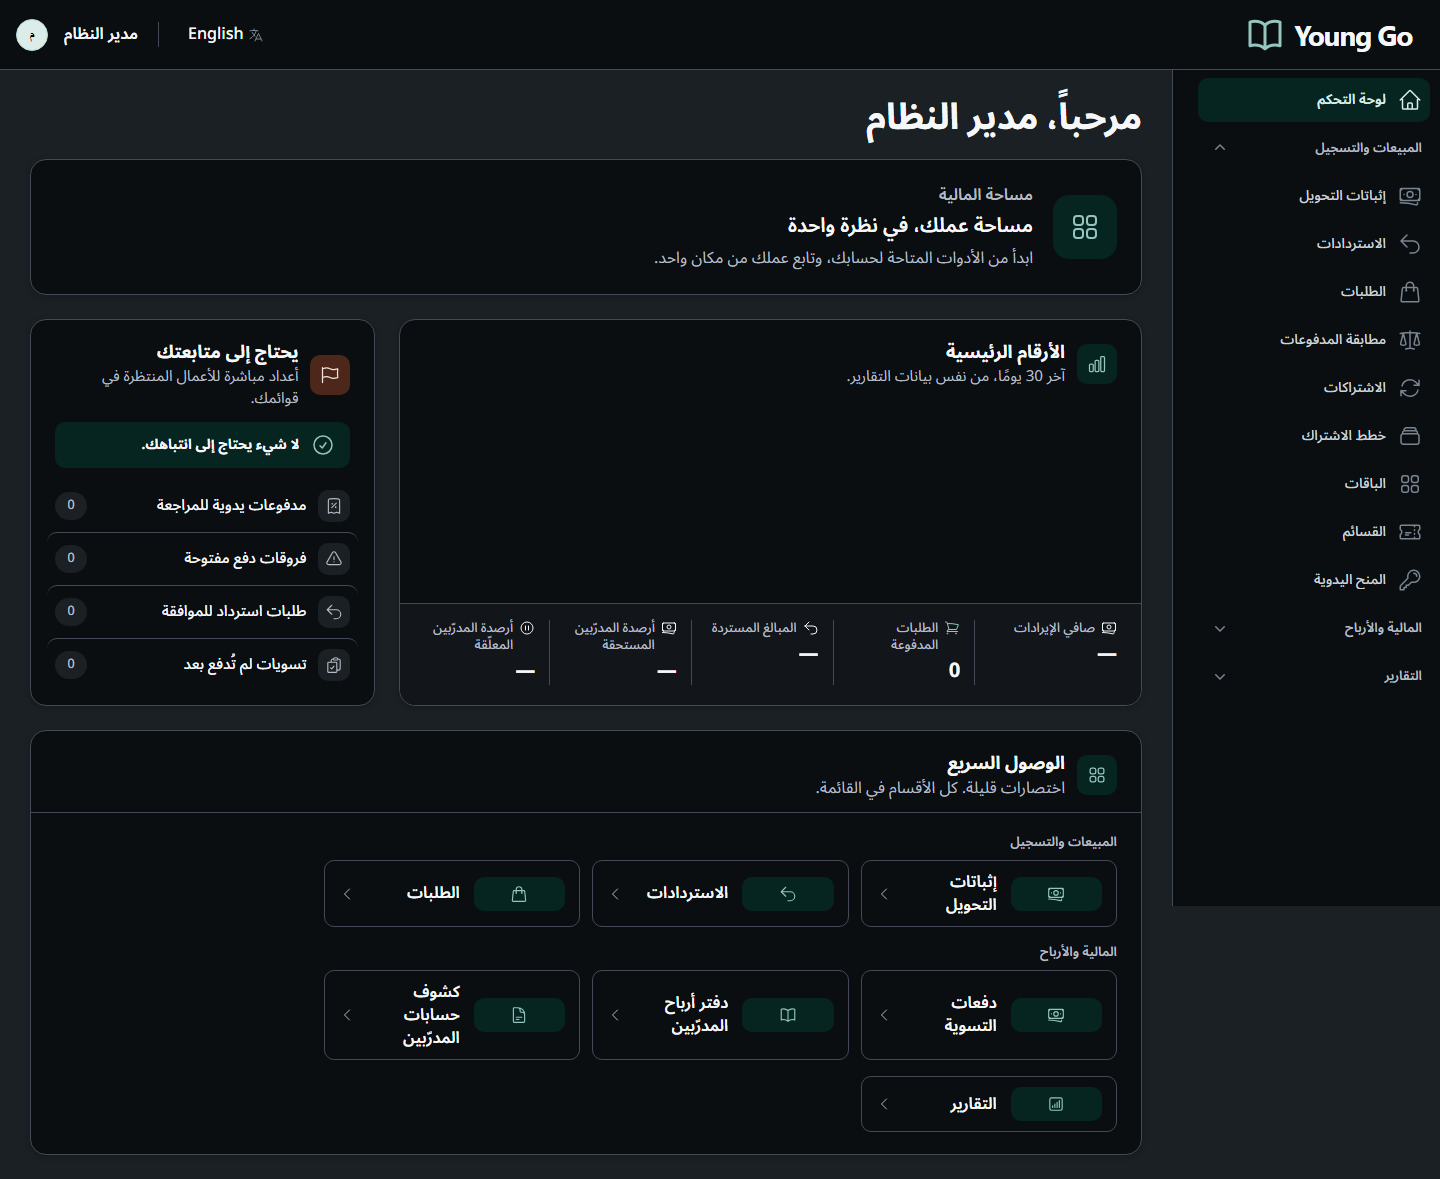 Young Go
English
مدير النظام
م
لوحة التحكم
المبيعات والتسجيل
إثباتات التحويل
الاستردادات
الطلبات
مطابقة المدفوعات
الاشتراكات
خطط الاشتراك
الباقات
القسائم
المنح اليدوية
المالية والأرباح
التقارير
مرحباً، مدير النظام
مساحة المالية
مساحة عملك، في نظرة واحدة
ابدأ من الأدوات المتاحة لحسابك، وتابع عملك من مكان واحد.
الأرقام الرئيسية
آخر 30 يومًا، من نفس بيانات التقارير.
صافي الإيرادات
—
الطلبات
المدفوعة
0
المبالغ المستردة
—
أرصدة المدرّبين
المستحقة
—
أرصدة المدرّبين
المعلّقة
—
يحتاج إلى متابعتك
أعداد مباشرة للأعمال المنتظرة في
قوائمك.
لا شيء يحتاج إلى انتباهك.
مدفوعات يدوية للمراجعة
0
فروقات دفع مفتوحة
0
طلبات استرداد للموافقة
0
تسويات لم تُدفع بعد
0
الوصول السريع
اختصارات قليلة. كل الأقسام في القائمة.
المبيعات والتسجيل
إثباتات
التحويل
الاستردادات
الطلبات
المالية والأرباح
دفعات
التسوية
دفتر أرباح
المدرّبين
كشوف
حسابات
المدرّبين
التقارير